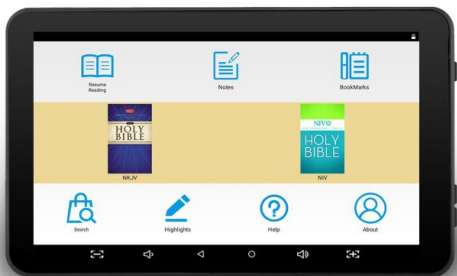 Resume
Reading
Notes
BookMarks
HOLY
BIBLE
NKJV
NIV
HOLY
BIBLE
NIV
Search
Highlights
Help
About